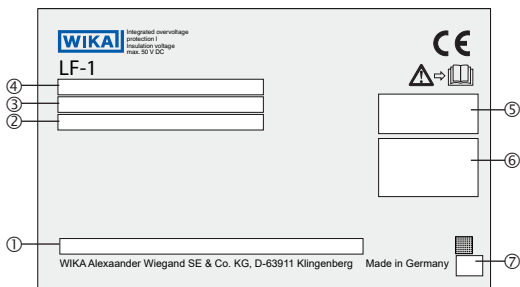 WIKA
Integrated overvoltage
protection I
Insulation voltage
max. 50 V DC
CE
LF-1
④
③
②
⑤
⑥
①
WIKA Alexaander Wiegand SE & Co. KG, D-63911 Klingenberg Made in Germany
⑦